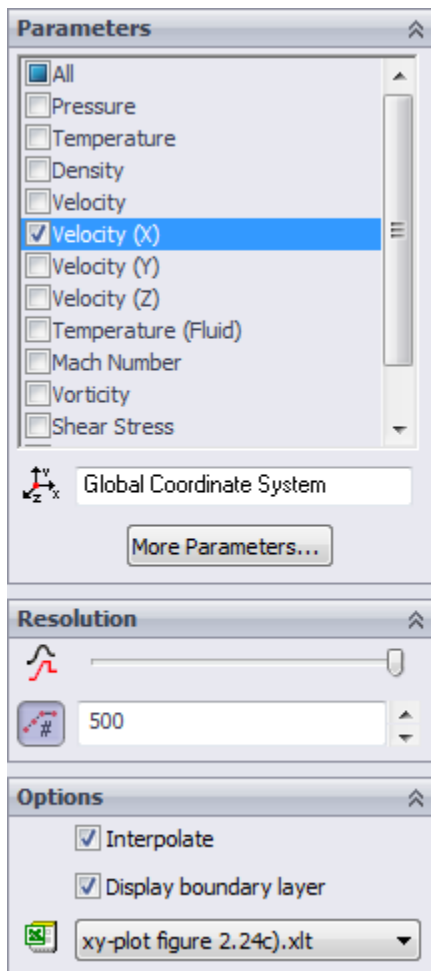 Parameters
All
Pressure
Temperature
Density
Velocity
Velocity (X)
Velocity (Y)
Velocity (Z)
Temperature (Fluid)
Mach Number
Vorticity
Shear Stress
Global Coordinate System
More Parameters...
Resolution
500
Options
Interpolate
Display boundary layer
xy-plot figure 2.24c).xlt